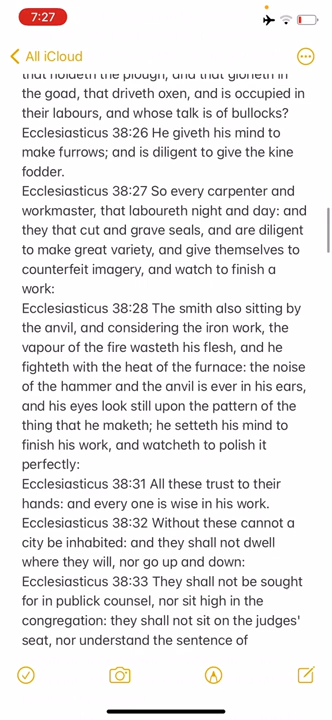 7:27
All iCloud
that holdeth the plough, and that glorieth in
the goad, that driveth oxen, and is occupied in
their labours, and whose talk is of bullocks?
Ecclesiasticus 38:26 He giveth his mind to
make furrows; and is diligent to give the kine
fodder.
Ecclesiasticus 38:27 So every carpenter and
workmaster, that laboureth night and day: and
they that cut and grave seals, and are diligent
to make great variety, and give themselves to
counterfeit imagery, and watch to finish a
work:
Ecclesiasticus 38:28 The smith also sitting by
the anvil, and considering the iron work, the
vapour of the fire wasteth his flesh, and he
fighteth with the heat of the furnace: the noise
of the hammer and the anvil is ever in his ears,
and his eyes look still upon the pattern of the
thing that he maketh; he setteth his mind to
finish his work, and watcheth to polish it
perfectly:
Ecclesiasticus 38:31 All these trust to their
hands: and every one is wise in his work.
Ecclesiasticus 38:32 Without these cannot a
city be inhabited: and they shall not dwell
where they will, nor go up and down:
Ecclesiasticus 38:33 They shall not be sought
for in publick counsel, nor sit high in the
congregation: they shall not sit on the judges'
seat, nor understand the sentence of